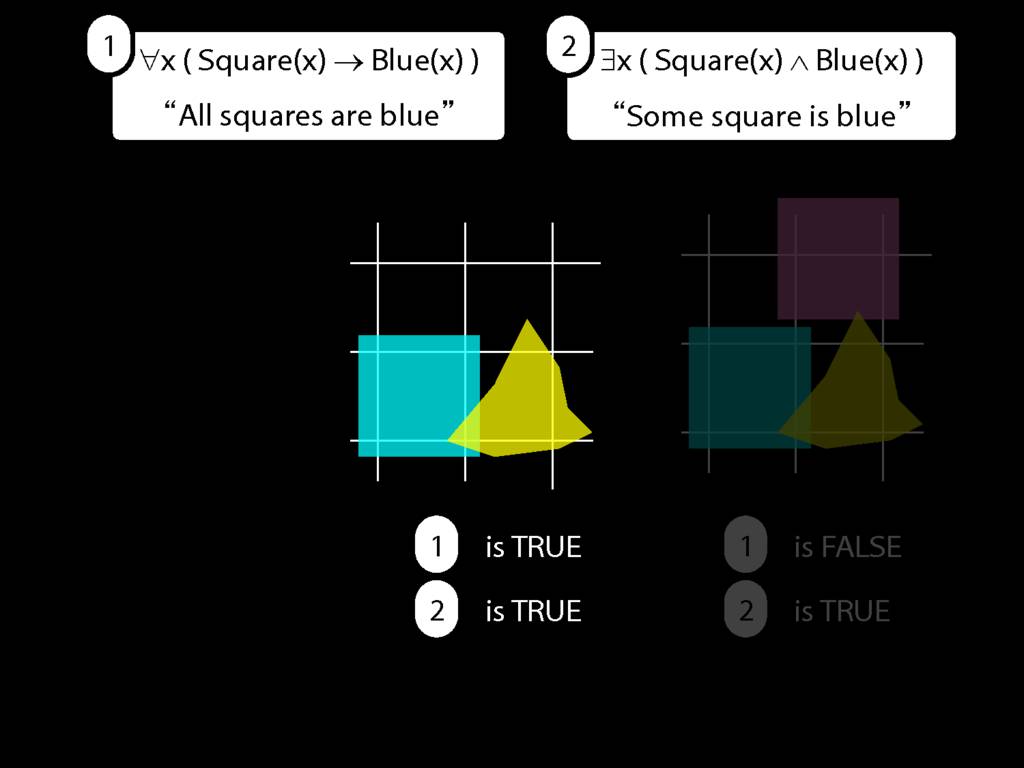 1
∀x ( Square(x) → Blue(x) )
“All squares are blue”
2
∃x ( Square(x) ∧ Blue(x) )
“Some square is blue”
1 is TRUE
2 is TRUE
1 is FALSE
2 is TRUE